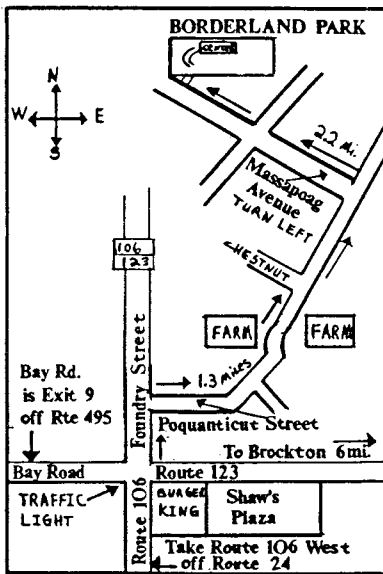 BORDERLAND PARK
N
W E
S
2.2 Mi.
Massapoag
Avenue
TURN LEFT
CHESTNUT
106
123
FARM
FARM
Foundry Street
1.3 miles
Bay Rd.
is Exit 9
off Rte 495
Poquanticut Street
To Brockton 6 mi.
Bay Road
Route 123
TRAFFIC
LIGHT
Route 106
BURGER
KING
Shaw's
Plaza
Take Route 106 West
off Route 24